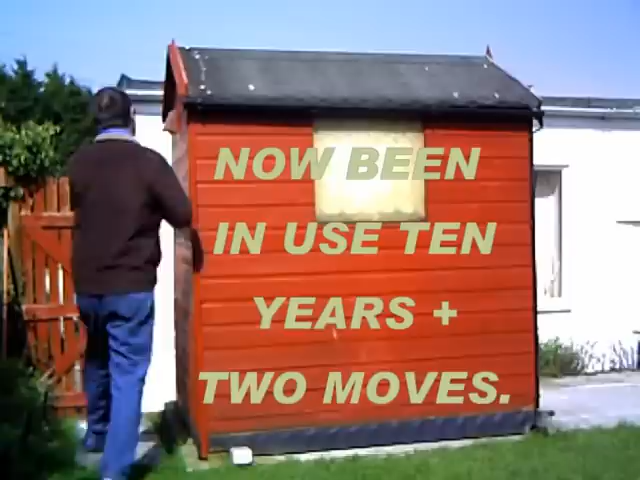 NOW BEEN
IN USE TEN
YEARS +
TWO MOVES.